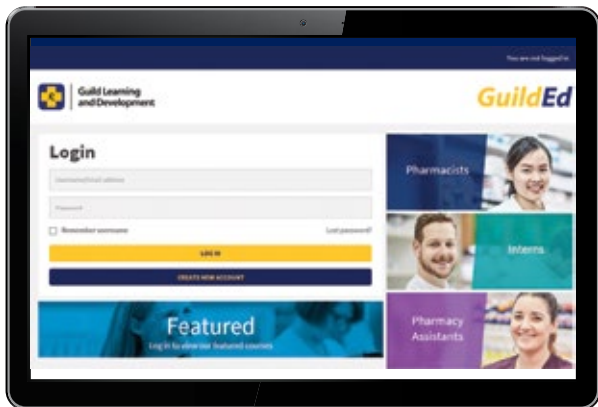 You are not logged in
Guild Learning
and Development
GuildEd
Login
Username/email address
Password
Remember username
Lost password?
LOG IN
CREATE NEW ACCOUNT
Featured
Log in to view our featured courses
Pharmacists
Interns
Pharmacy
Assistants